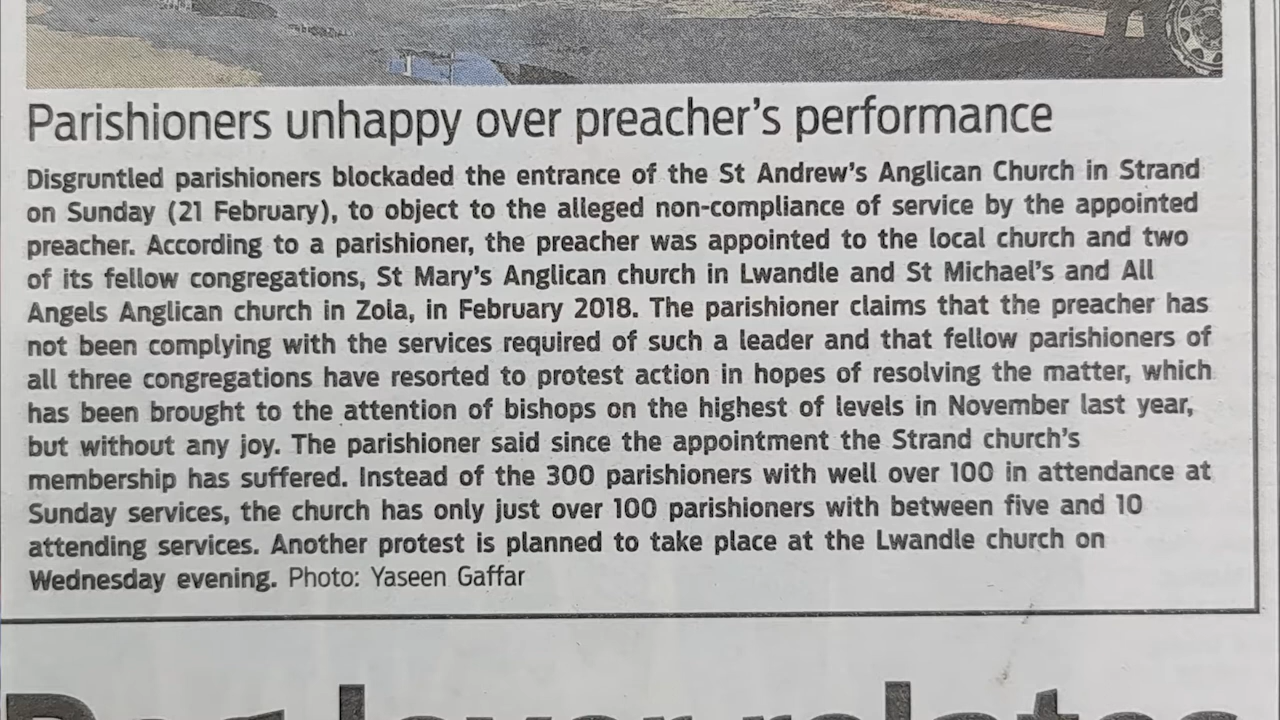 Parishioners unhappy over preacher's performance
Disgruntled parishioners blockaded the entrance of the St Andrew's Anglican Church in Strand
on Sunday (21 February), to object to the alleged non-compliance of service by the appointed
preacher. According to a parishioner, the preacher was appointed to the local church and two
of its fellow congregations, St Mary's Anglican church in Lwandle and St Michael's and All
Angels Anglican church in Zola, in February 2018. The parishioner claims that the preacher has
not been complying with the services required of such a leader and that fellow parishioners of
all three congregations have resorted to protest action in hopes of resolving the matter, which
has been brought to the attention of bishops on the highest of levels in November last year,
but without any joy. The parishioner said since the appointment the Strand church's
membership has suffered. Instead of the 300 parishioners with well over 100 in attendance at
Sunday services, the church has only just over 100 parishioners with between five and 10
attending services. Another protest is planned to take place at the Lwandle church on
Wednesday evening. Photo: Yaseen Gaffar
lover relates